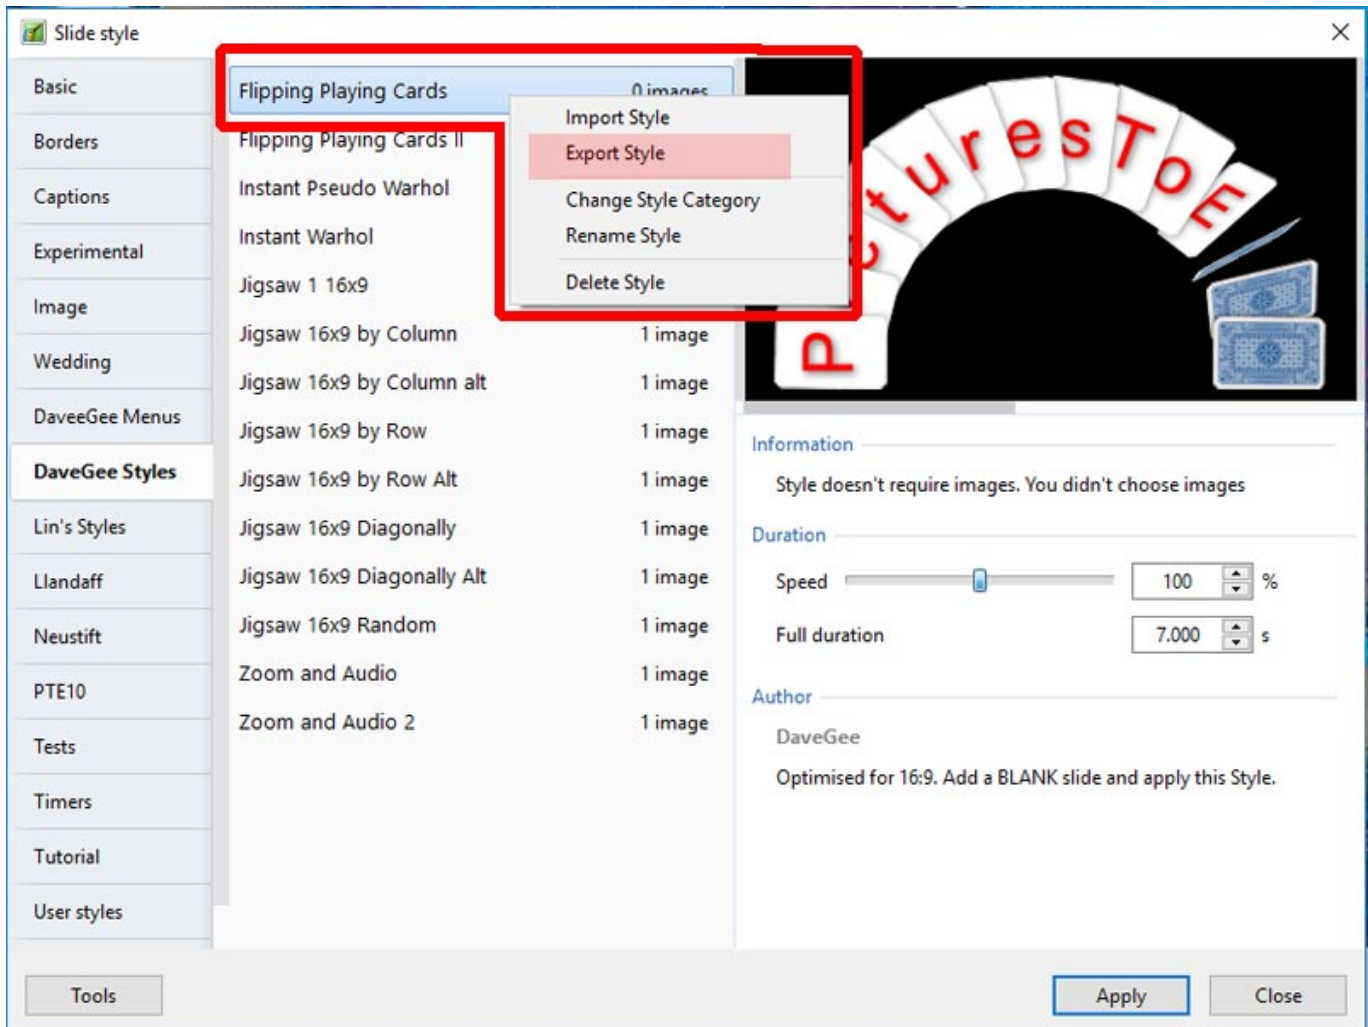 Slide style
Basic
Borders
Captions
Experimental
Image
Wedding
DaveeGee Menus
DaveGee Styles
Lin's Styles
Llandaff
Neustift
PTE10
Tests
Timers
Tutorial
User styles
Flipping Playing Cards 0 images
Flipping Playing Cards II
Instant Pseudo Warhol
Instant Warhol
Jigsaw 1 16x9
Jigsaw 16x9 by Column 1 image
Jigsaw 16x9 by Column alt 1 image
Jigsaw 16x9 by Row 1 image
Jigsaw 16x9 by Row Alt 1 image
Jigsaw 16x9 Diagonally 1 image
Jigsaw 16x9 Diagonally Alt 1 image
Jigsaw 16x9 Random 1 image
Zoom and Audio 1 image
Zoom and Audio 2 1 image
Import Style
Export Style
Change Style Category
Rename Style
Delete Style
P cturesToE
Information
Style doesn't require images. You didn't choose images
Duration
Speed 100 %
Full duration 7.000 s
Author
DaveGee
Optimised for 16:9. Add a BLANK slide and apply this Style.
Tools
Apply
Close